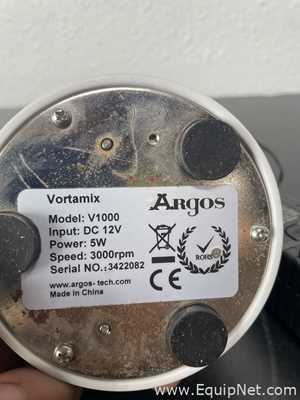 Vortamix
ARGOS
Model: V1000
Input: DC 12V
Power: 5W
Speed: 3000rpm
Serial NO.:3422082
www.argos- tech.com
Made in China
RoHS
CE
www.EquipNet.com